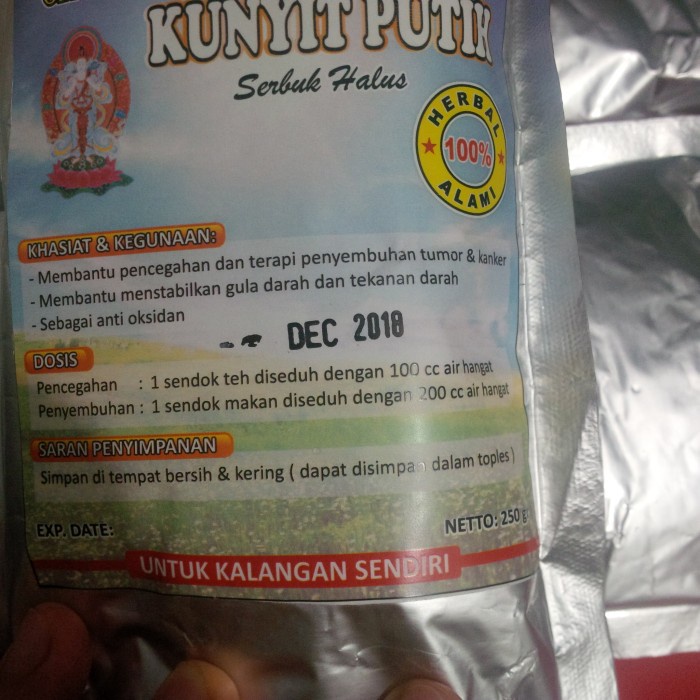 KUNYIT PUTIH
Serbuk Halus
HERBAL
100%
ALAMI
KHASIAT & KEGUNAAN:
- Membantu pencegahan dan terapi penyembuhan tumor & kanker
- Membantu menstabilkan gula darah dan tekanan darah
- Sebagai anti oksidan
DEC 2018
DOSIS
Pencegahan : 1 sendok teh diseduh dengan 100 cc air hangat
Penyembuhan : 1 sendok makan diseduh dengan 200 cc air hangat
SARAN PENYIMPANAN
Simpan di tempat bersih & kering ( dapat disimpan dalam toples )
EXP. DATE:
NETTO: 250 g
UNTUK KALANGAN SENDIRI